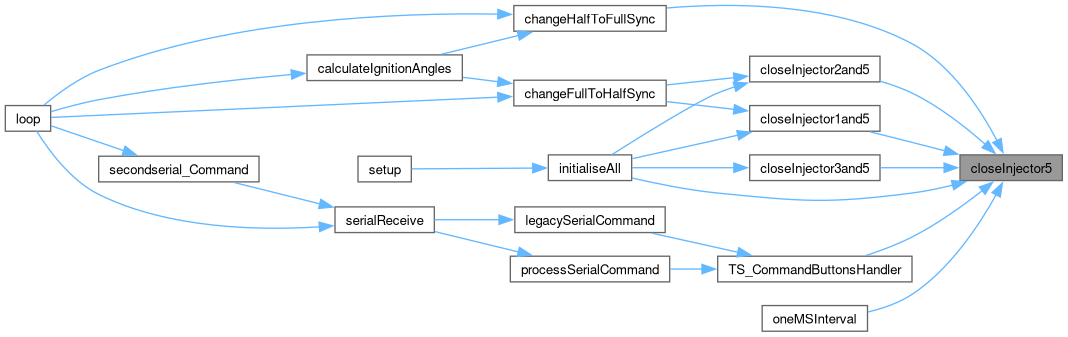 changeHalfToFullSync
calculateIgnitionAngles
closeInjector2and5
changeFullToHalfSync
loop
closeInjector1and5
secondserial_Command
setup
initialiseAll
closeInjector3and5
closeInjector5
serialReceive
legacySerialCommand
processSerialCommand
TS_CommandButtonsHandler
oneMSInterval